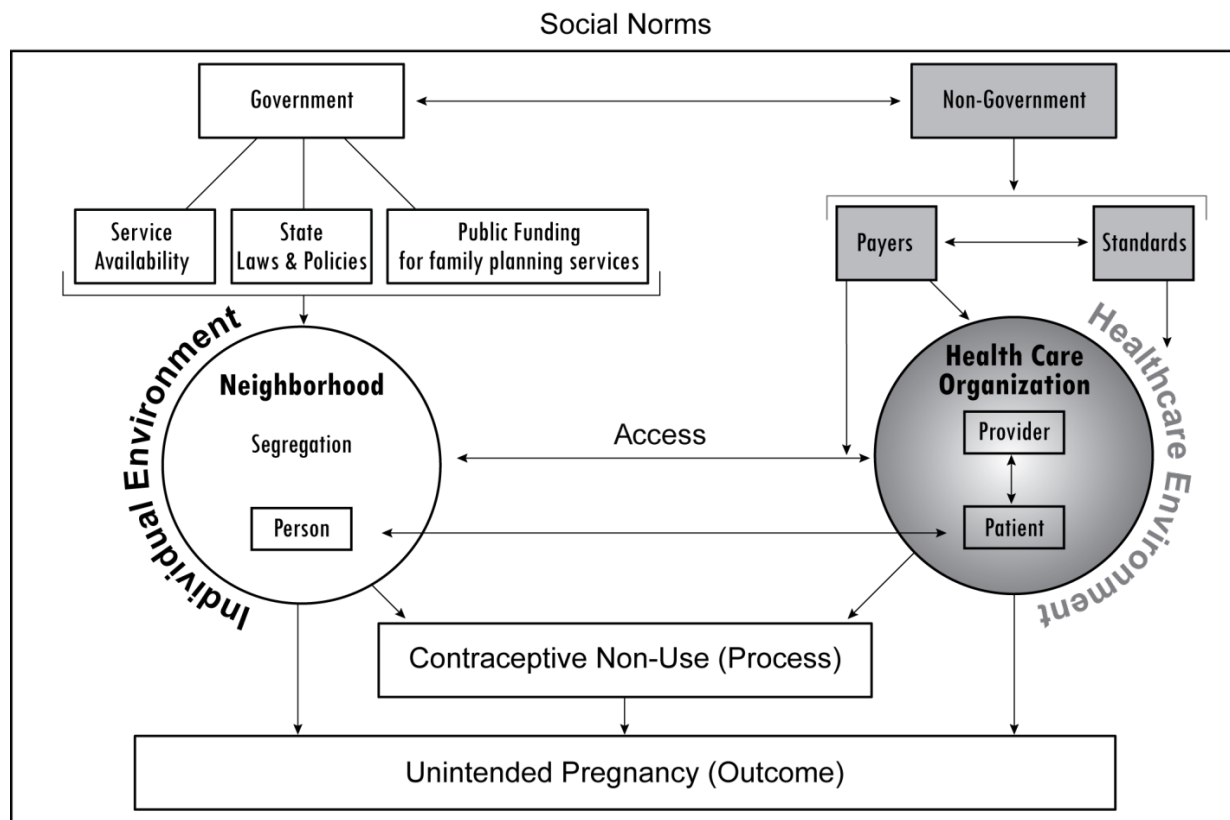 Social Norms
Government
Non-Government
Service
Availability
State
Laws & Policies
Public Funding
for family planning services
Payers
Standards
Individual Environment
Neighborhood
Segregation
Person
Access
Health Care
Organization
Provider
Patient
Healthcare Environment
Contraceptive Non-Use (Process)
Unintended Pregnancy (Outcome)